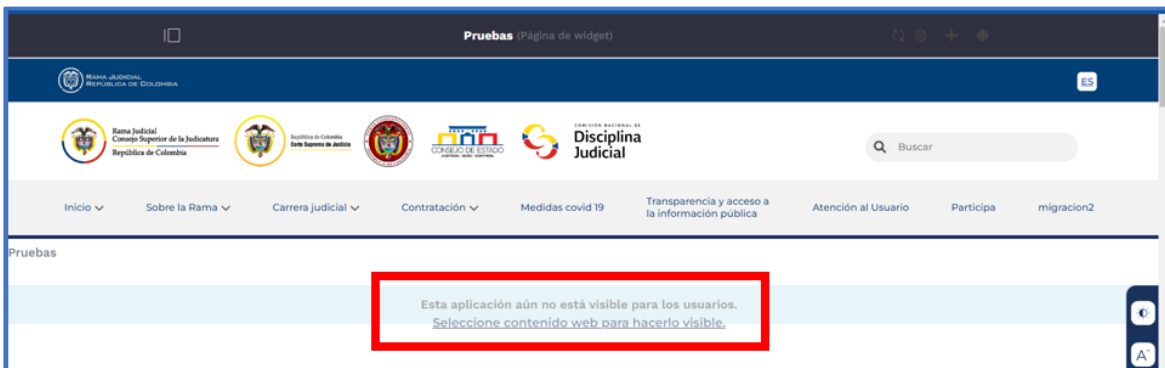 Pruebas (Página de widget)
RAMA JUDICIAL
REPÚBLICA DE COLOMBIA
ES
Rama Judicial
Consejo Superior de la Judicatura
República de Colombia
República de Colombia
Corte Suprema de Justicia
CONSEJO DE ESTADO
JUSTICIA - GUÍA - CONTROL
COMISIÓN NACIONAL DE
Disciplina
Judicial
Buscar
Inicio
Sobre la Rama
Carrera judicial
Contratación
Medidas covid 19
Transparencia y acceso a
la información pública
Atención al Usuario
Participa
migracion2
Pruebas
Esta aplicación aún no está visible para los usuarios.
Seleccione contenido web para hacerlo visible.
A-